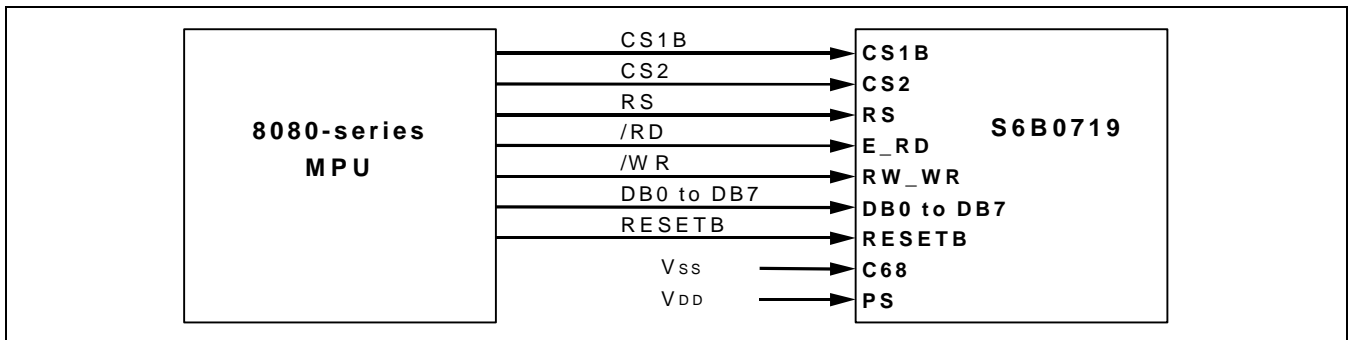 8080-series
MPU
CS1B
CS2
RS
/RD
/WR
DB0 to DB7
RESETB
VSS
VDD
CS1B
CS2
RS
E_RD
RW_WR
DB0 to DB7
RESETB
C68
PS
S6B0719